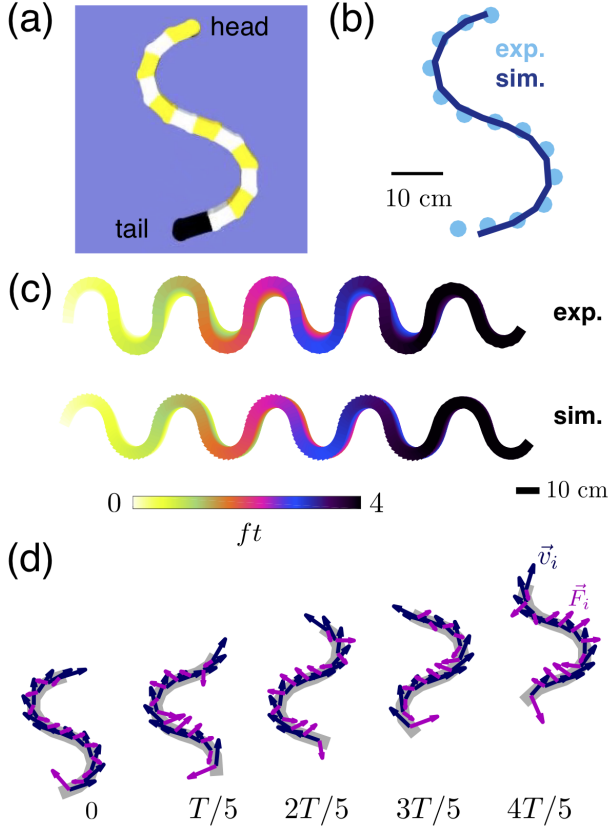 (a)
head
tail
(b)
exp.
sim.
10 cm
(c)
exp.
sim.
0
4
ft
10 cm
(d)
v⃗ᵢ
F⃗ᵢ
0 T/5 2T/5 3T/5 4T/5